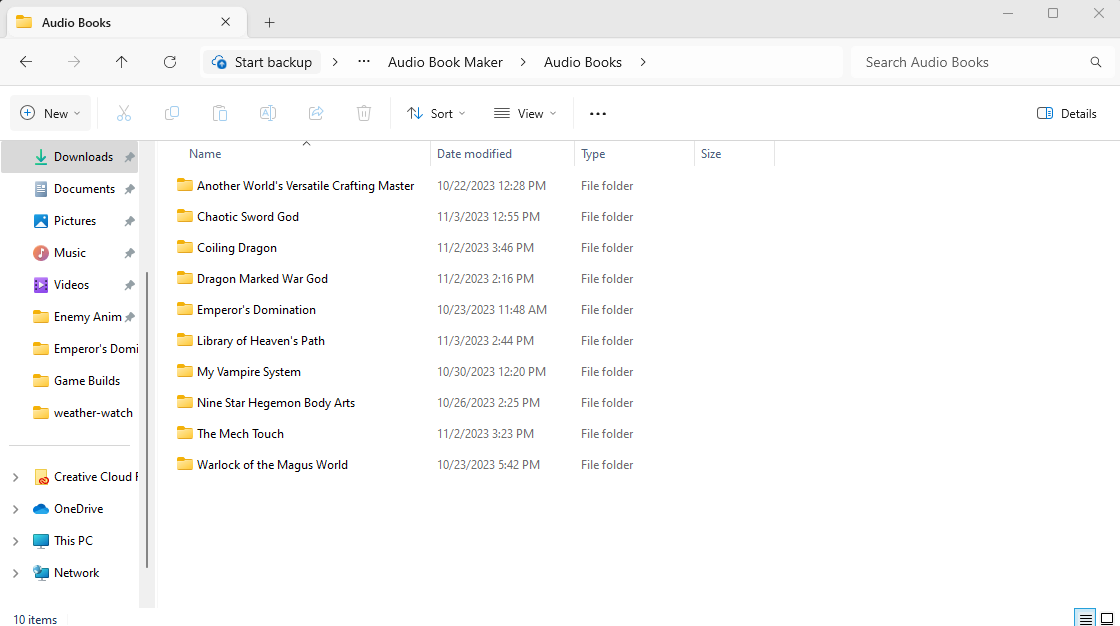 Audio Books
Start backup
Audio Book Maker
Audio Books
Search Audio Books
New
Sort
View
Details
Downloads
Documents
Pictures
Music
Videos
Enemy Anim
Emperor's Domi
Game Builds
weather-watch
Creative Cloud F
OneDrive
This PC
Network
Name Date modified Type Size
Another World's Versatile Crafting Master 10/22/2023 12:28 PM File folder
Chaotic Sword God 11/3/2023 12:55 PM File folder
Coiling Dragon 11/2/2023 3:46 PM File folder
Dragon Marked War God 11/2/2023 2:16 PM File folder
Emperor's Domination 10/23/2023 11:48 AM File folder
Library of Heaven's Path 11/3/2023 2:44 PM File folder
My Vampire System 10/30/2023 12:20 PM File folder
Nine Star Hegemon Body Arts 10/26/2023 2:25 PM File folder
The Mech Touch 11/2/2023 3:23 PM File folder
Warlock of the Magus World 10/23/2023 5:42 PM File folder
10 items